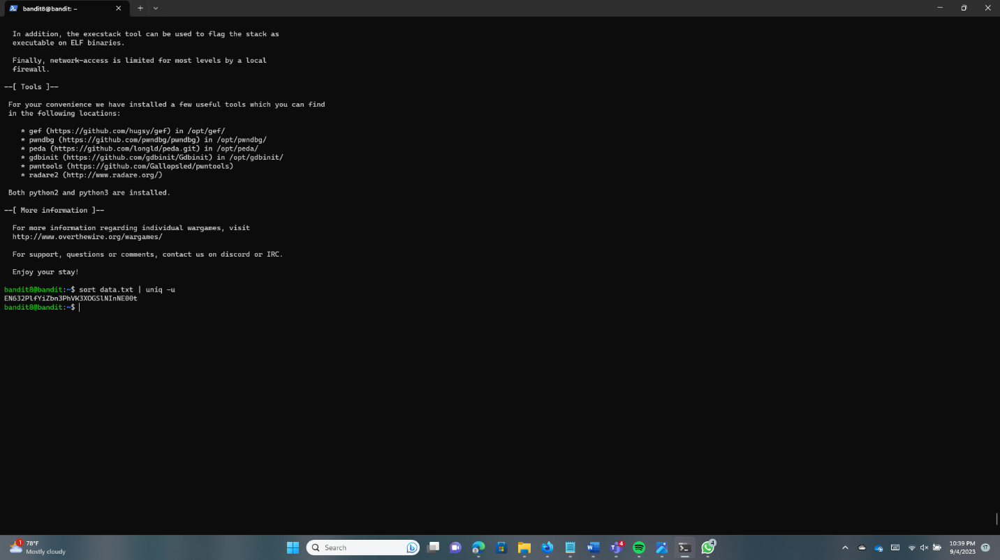 bandit8@bandit: ~
In addition, the execstack tool can be used to flag the stack as
executable on ELF binaries.
Finally, network-access is limited for most levels by a local
firewall.
--[ Tools ]--
For your convenience we have installed a few useful tools which you can find
in the following locations:
* gef (https://github.com/hugsy/gef) in /opt/gef/
* pwndbg (https://github.com/pwndbg/pwndbg) in /opt/pwndbg/
* peda (https://github.com/longld/peda.git) in /opt/peda/
* gdbinit (https://github.com/gdbinit/Gdbinit) in /opt/gdbinit/
* pwntools (https://github.com/Gallopsled/pwntools)
* radare2 (http://www.radare.org/)
Both python2 and python3 are installed.
--[ More information ]--
For more information regarding individual wargames, visit
http://www.overthewire.org/wargames/
For support, questions or comments, contact us on discord or IRC.
Enjoy your stay!
bandit8@bandit:~$ sort data.txt | uniq -u
EN632PlfYiZbn3PhVK3XOGSlNInNE00t
bandit8@bandit:~$
1
78°F
Mostly cloudy
Search
4
4
10:39 PM
9/4/2023
17